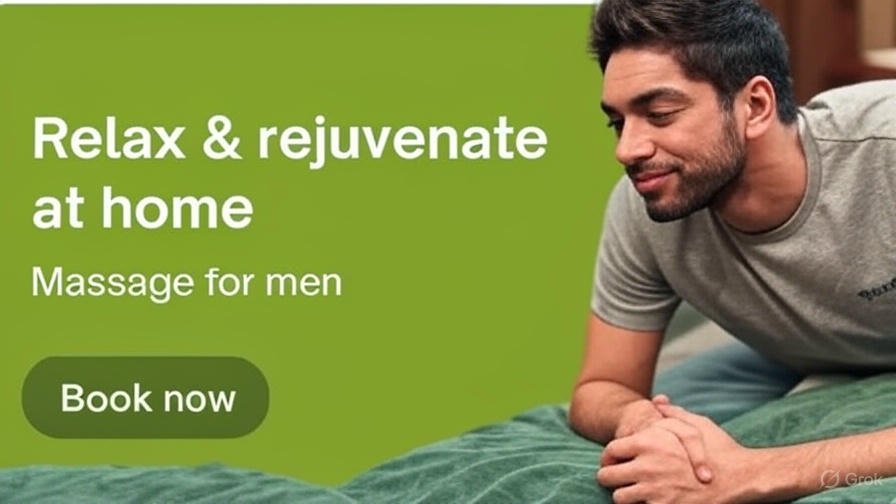 Relax & rejuvenate
at home
Massage for men
Book now
Grok